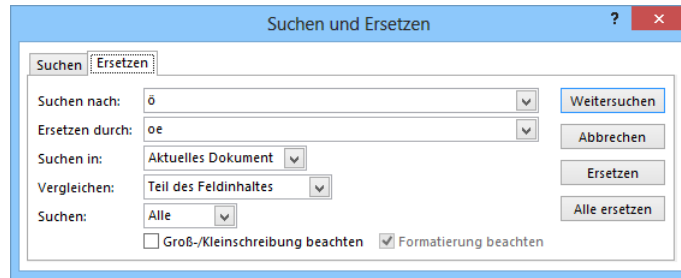 Suchen und Ersetzen ? ×
Suchen Ersetzen
Suchen nach: ö Weitersuchen
Ersetzen durch: oe Abbrechen
Suchen in: Aktuelles Dokument
Vergleichen: Teil des Feldinhaltes Ersetzen
Suchen: Alle Alle ersetzen
Groß-/Kleinschreibung beachten Formatierung beachten